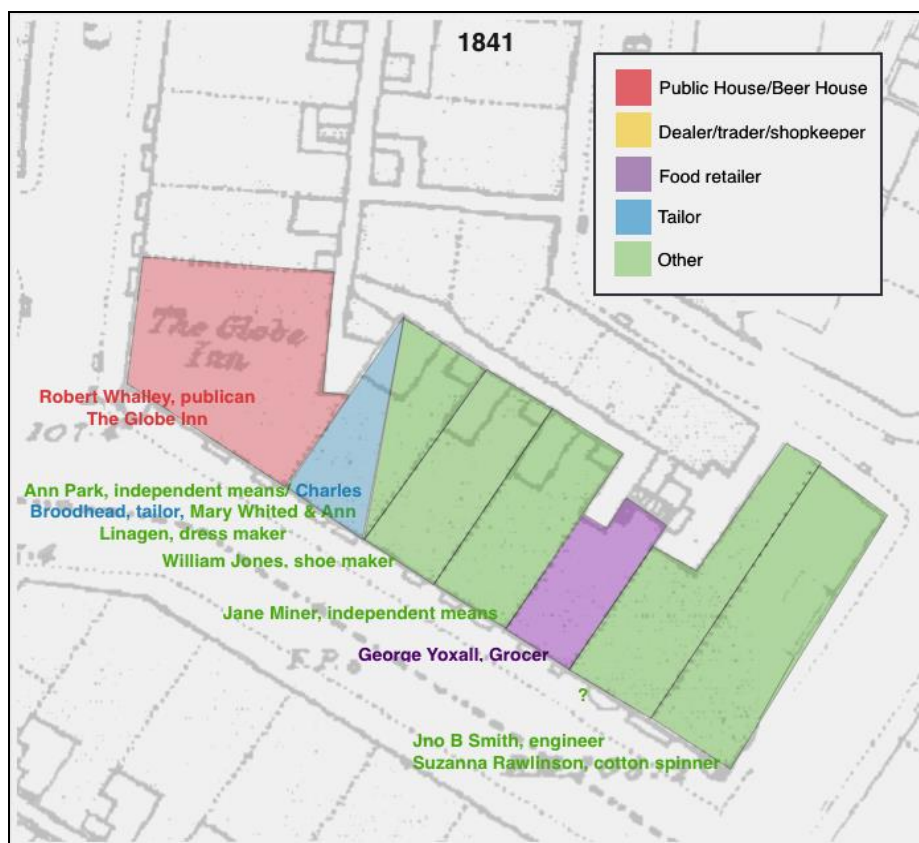 1841
Public House/Beer House
Dealer/trader/shopkeeper
Food retailer
Tailor
Other
The Globe
Inn
Robert Whalley, publican
The Globe Inn
107
Ann Park, independent means/ Charles
Broodhead, tailor, Mary Whited & Ann
Linagen, dress maker
William Jones, shoe maker
Jane Miner, independent means
George Yoxall, Grocer
F.P.
?
Jno B Smith, engineer
Suzanna Rawlinson, cotton spinner